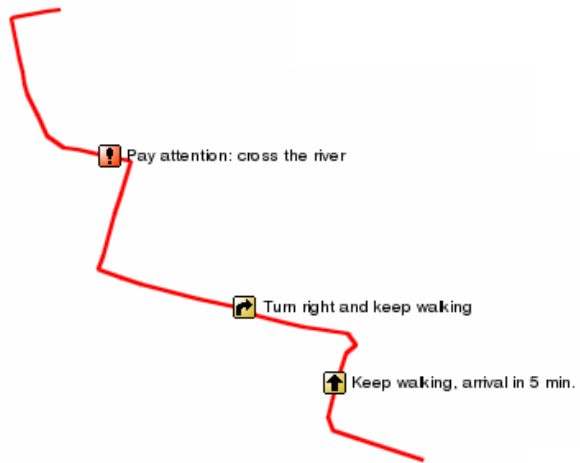 Pay attention: cross the river
Turn right and keep walking
Keep walking, arrival in 5 min.